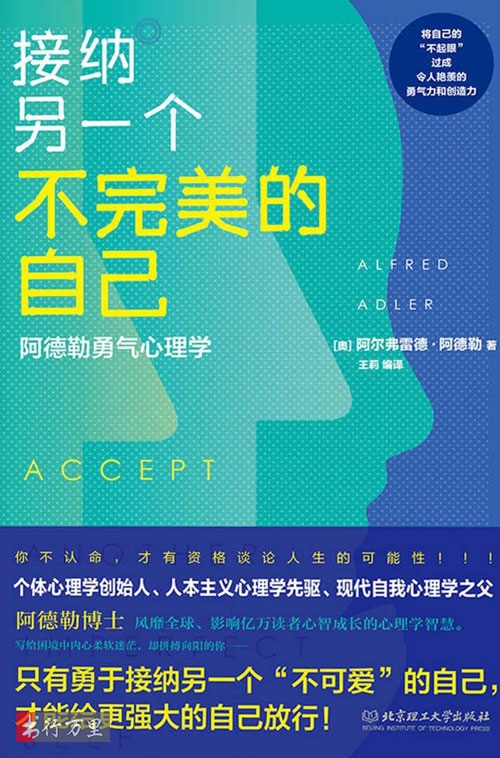 将自己的
“不起眼”
过成
令人艳羡的
勇气力和创造力
接纳
另一个
不完美的
自己
阿德勒勇气心理学
ALFRED
ADLER
[奥] 阿尔弗雷德·阿德勒 著
王莉 编译
ACCEPT
你不认命，才有资格谈论人生的可能性！！！
个体心理学创始人、人本主义心理学先驱、现代自我心理学之父
阿德勒博士 风靡全球、影响亿万读者心智成长的心理学智慧。
写给困境中内心柔软迷茫，却拼搏向阳的你——
只有勇于接纳另一个“不可爱”的自己，
才能给更强大的自己放行！
书行万里
北京理工大学出版社